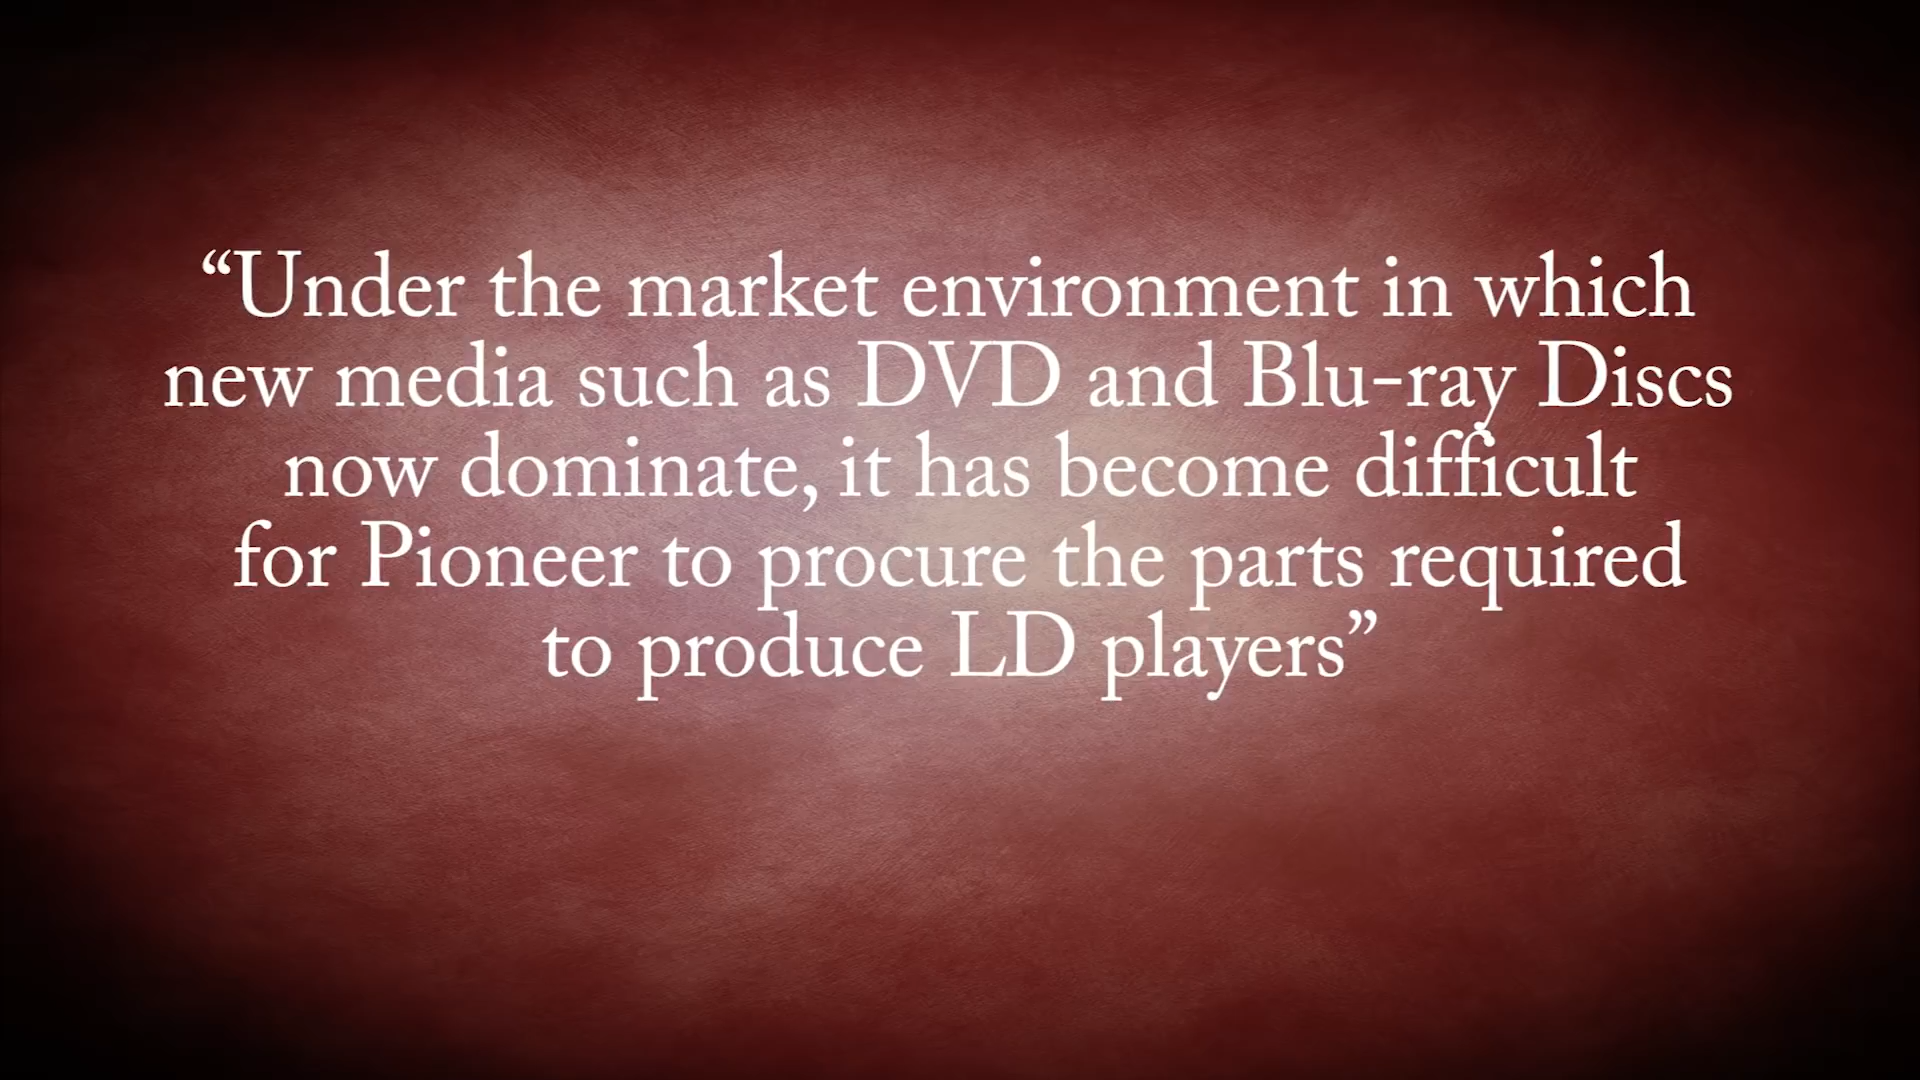 “Under the market environment in which
new media such as DVD and Blu-ray Discs
now dominate, it has become difficult
for Pioneer to procure the parts required
to produce LD players”